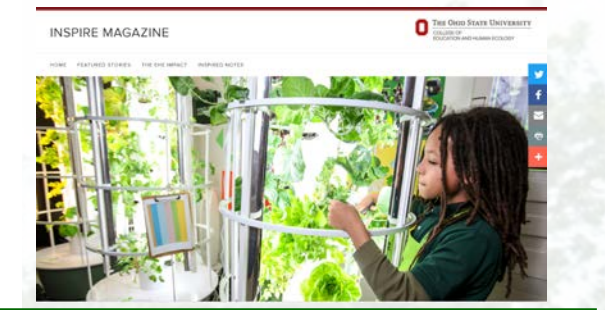 INSPIRE MAGAZINE
THE OHIO STATE UNIVERSITY
COLLEGE OF
EDUCATION AND HUMAN ECOLOGY
HOME FEATURED STORIES THE EHE IMPACT INSPIRED NOTES